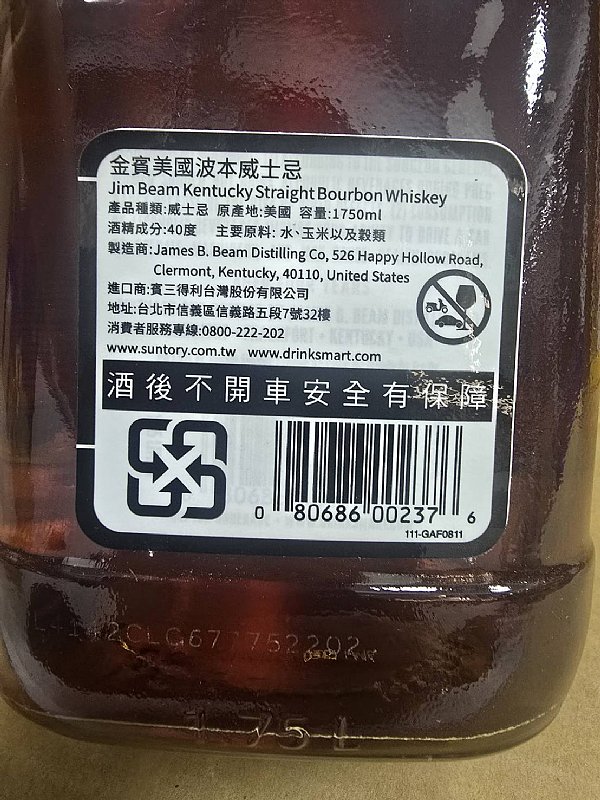 金賓美國波本威士忌
Jim Beam Kentucky Straight Bourbon Whiskey
產品種類:威士忌 原產地:美國 容量:1750ml
酒精成分:40度 主要原料: 水、玉米以及穀類
製造商:James B. Beam Distilling Co, 526 Happy Hollow Road,
Clermont, Kentucky, 40110, United States
進口商:賓三得利台灣股份有限公司
地址:台北市信義區信義路五段7號32樓
消費者服務專線:0800-222-202
www.suntory.com.tw www.drinksmart.com
酒後不開車安全有保障
0 80686 00237 6
111-GAF0811
1.75 L